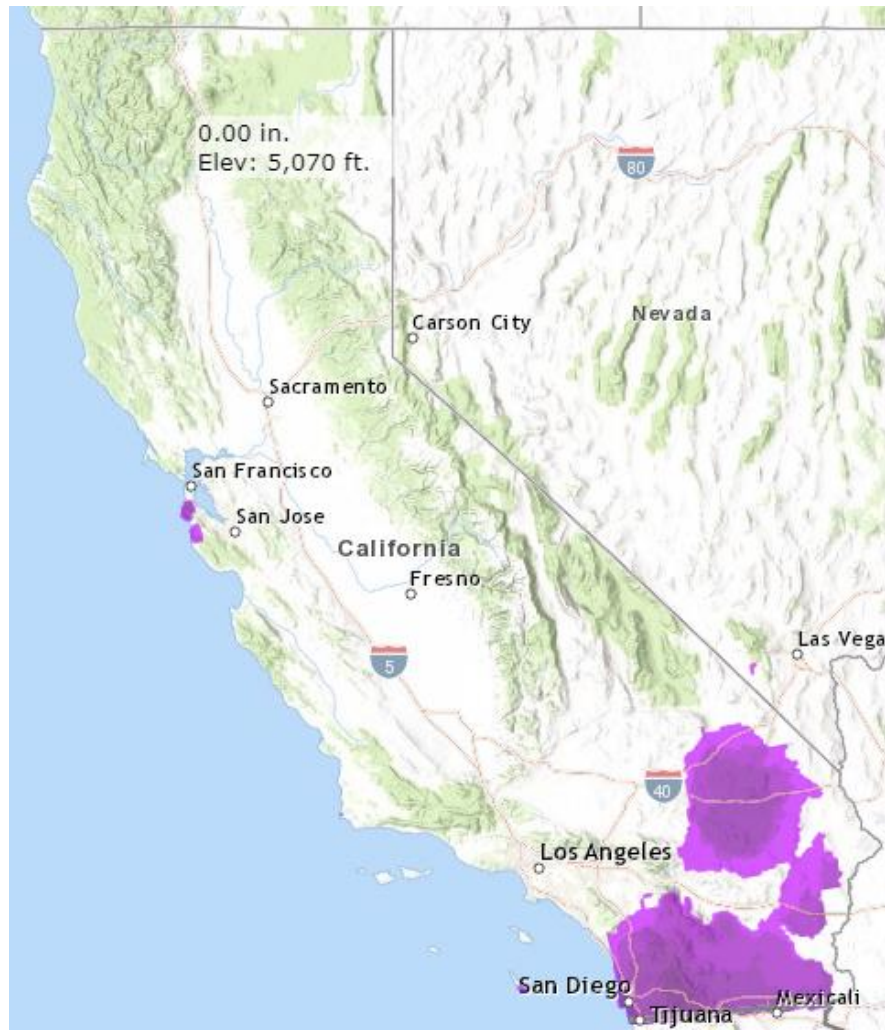 0.00 in.
Elev: 5,070 ft.
80
Carson City
Nevada
Sacramento
San Francisco
San Jose
California
Fresno
5
Las Vega
40
Los Angeles
San Diego
Mexicali
Tijuana